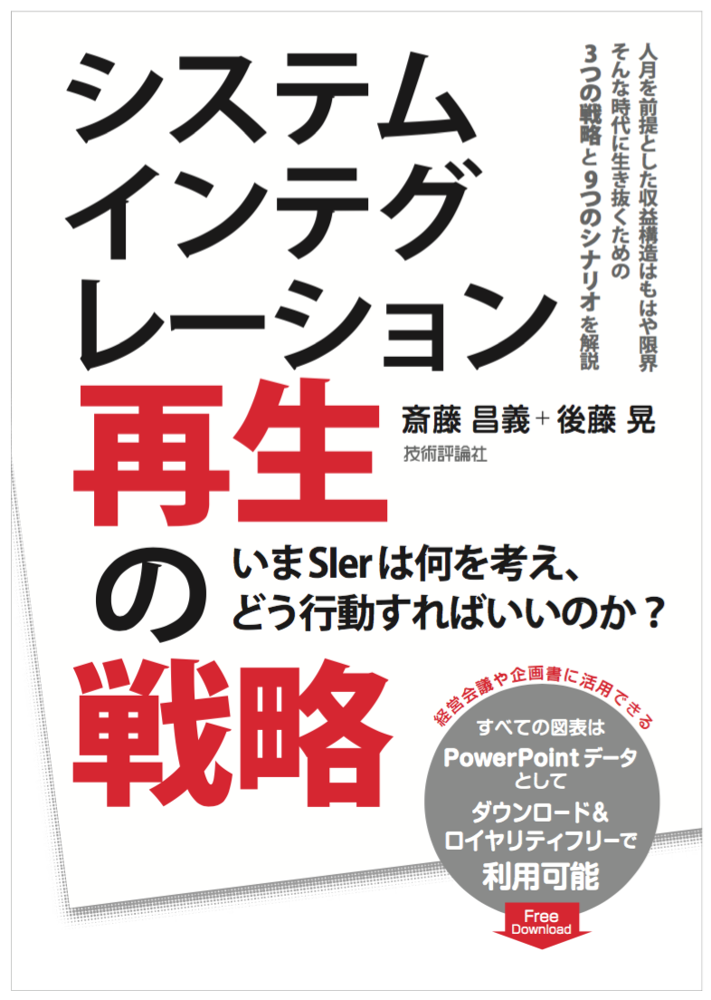 システム
インテグ
レーション
再生
の
戦略
人月を前提とした収益構造はもはや限界
そんな時代に生き抜くための
3つの戦略と9つのシナリオを解説
斎藤 昌義+後藤 晃
技術評論社
いまSIerは何を考え、
どう行動すればいいのか？
経営会議や企画書に活用できる
すべての図表は
PowerPointデータ
として
ダウンロード&
ロイヤリティフリーで
利用可能
Free
Download